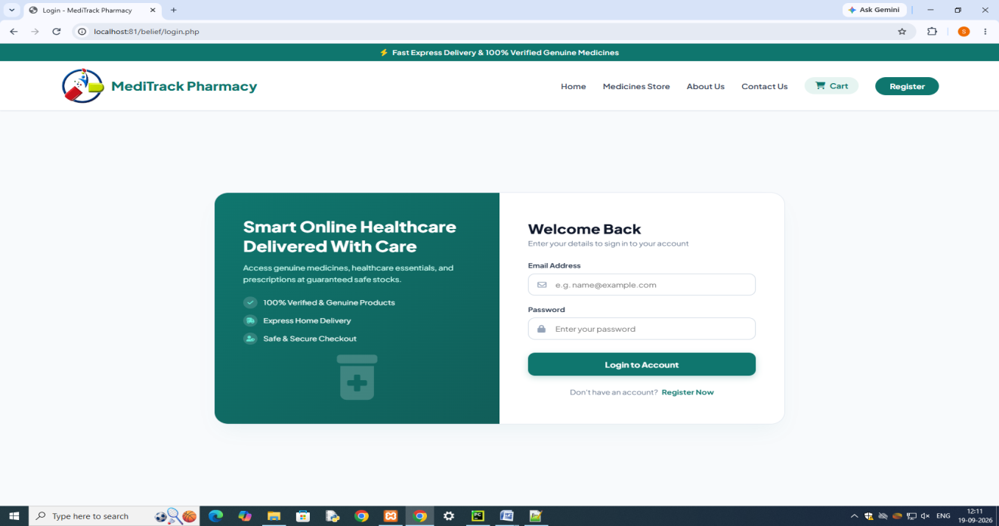 Login - MediTrack Pharmacy
Ask Gemini
localhost:81/belief/login.php
S
⚡ Fast Express Delivery & 100% Verified Genuine Medicines
MediTrack Pharmacy
Home
Medicines Store
About Us
Contact Us
Cart
Register
Smart Online Healthcare
Delivered With Care
Access genuine medicines, healthcare essentials, and
prescriptions at guaranteed safe stocks.
100% Verified & Genuine Products
Express Home Delivery
Safe & Secure Checkout
Welcome Back
Enter your details to sign in to your account
Email Address
e.g. name@example.com
Password
Enter your password
Login to Account
Don't have an account? Register Now
Type here to search
PC
ENG
12:11
19-09-2026